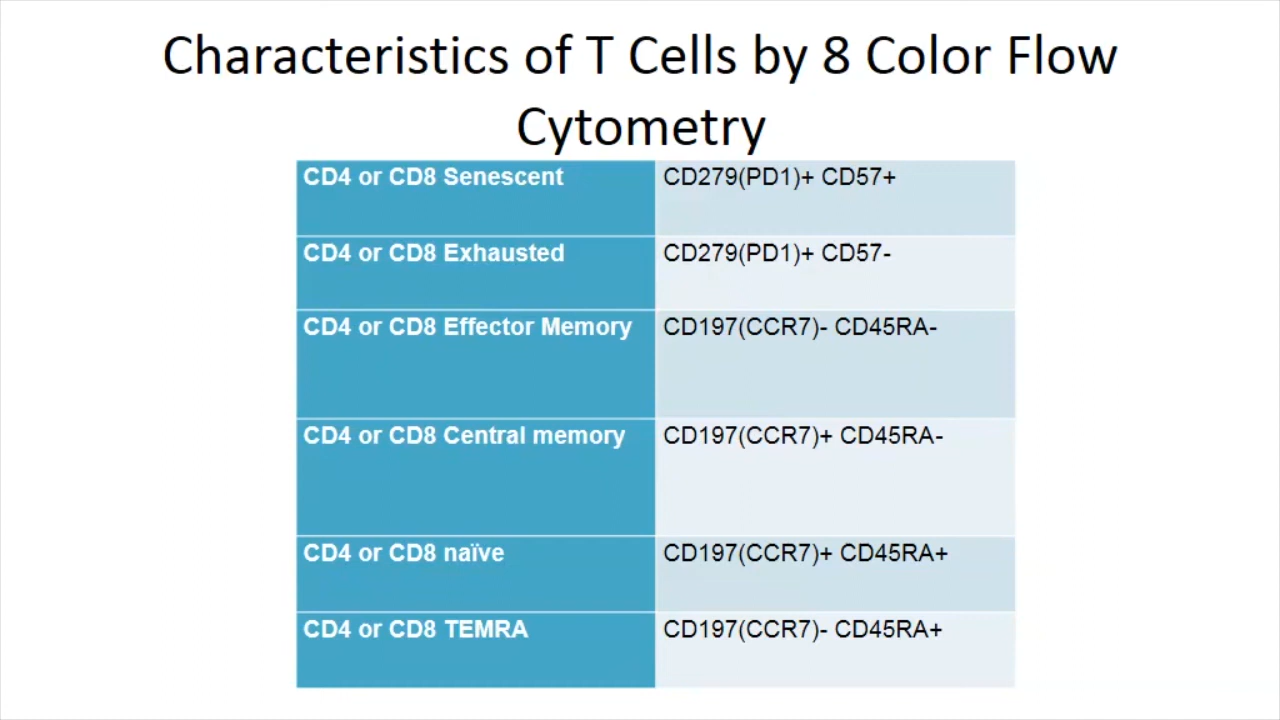 Characteristics of T Cells by 8 Color Flow
Cytometry
CD4 or CD8 Senescent CD279(PD1)+ CD57+
CD4 or CD8 Exhausted CD279(PD1)+ CD57-
CD4 or CD8 Effector Memory CD197(CCR7)- CD45RA-
CD4 or CD8 Central memory CD197(CCR7)+ CD45RA-
CD4 or CD8 naïve CD197(CCR7)+ CD45RA+
CD4 or CD8 TEMRA CD197(CCR7)- CD45RA+